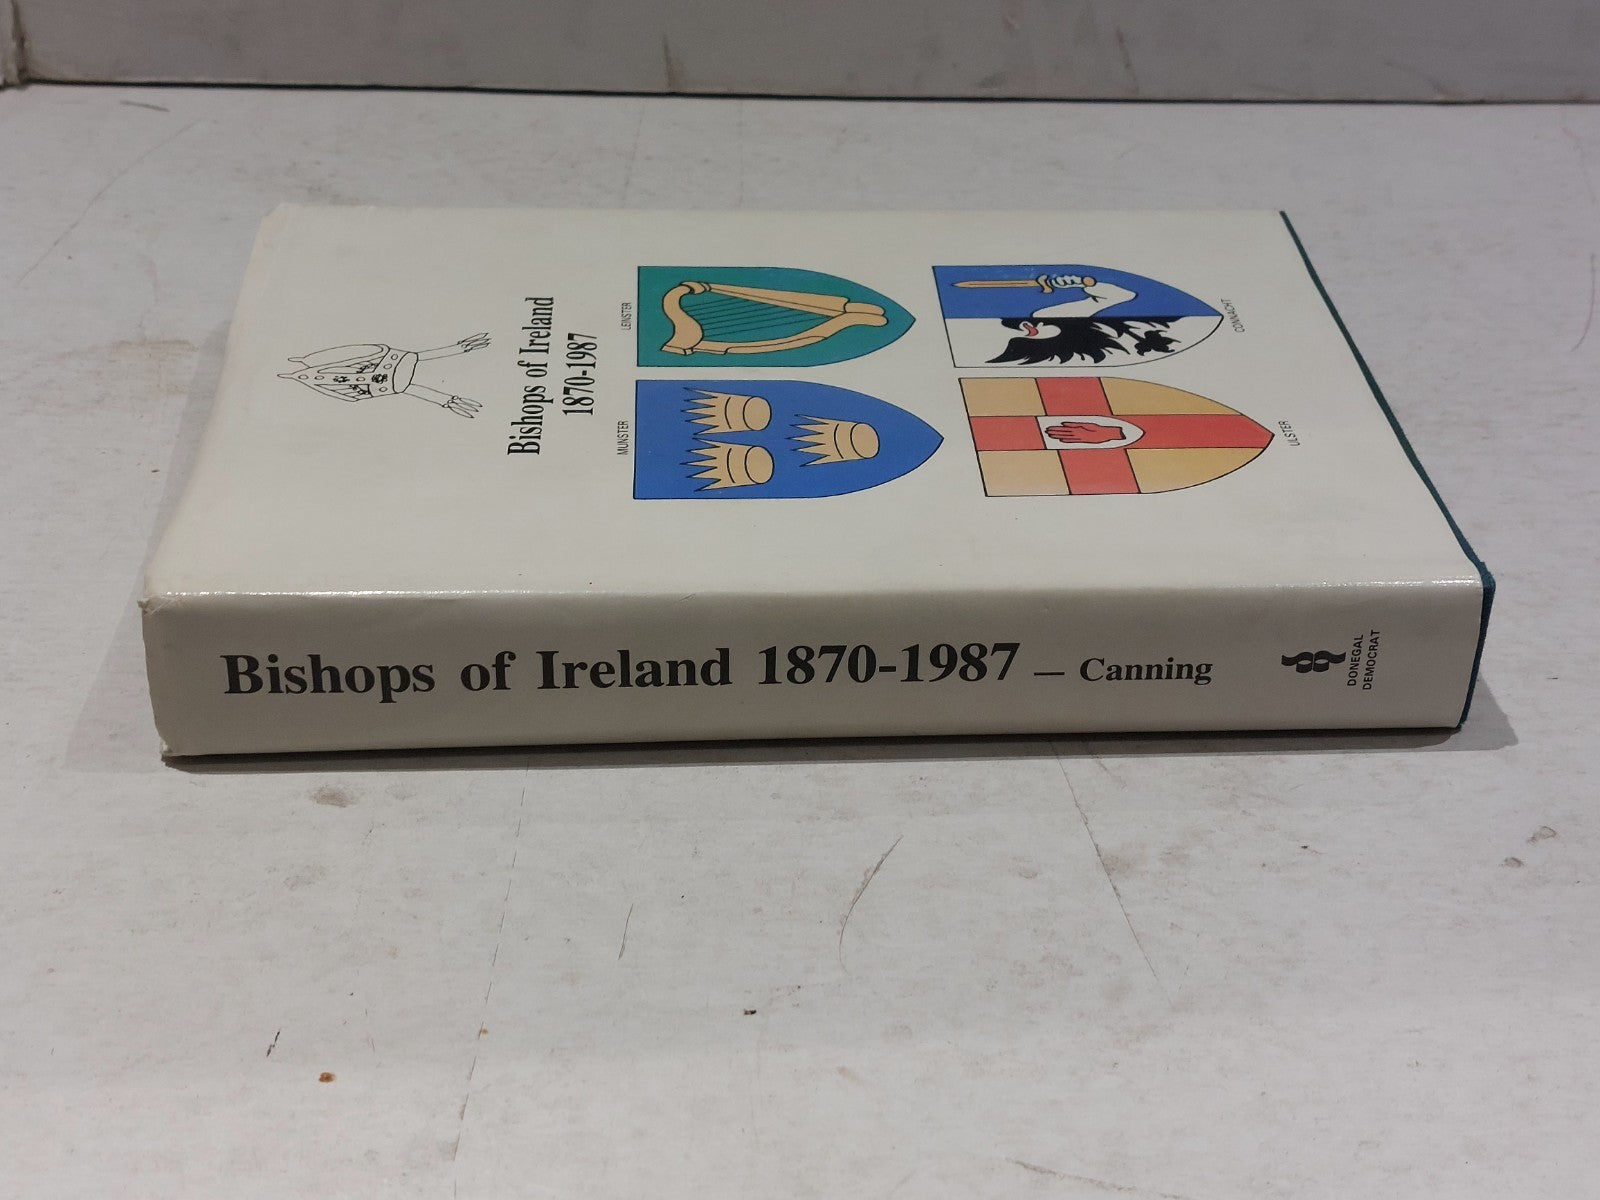 Bishops of Ireland
1870-1987
MUNSTER
LEINSTER
ULSTER
CONNACHT
Bishops of Ireland 1870-1987 – Canning
DONEGAL
DEMOCRAT